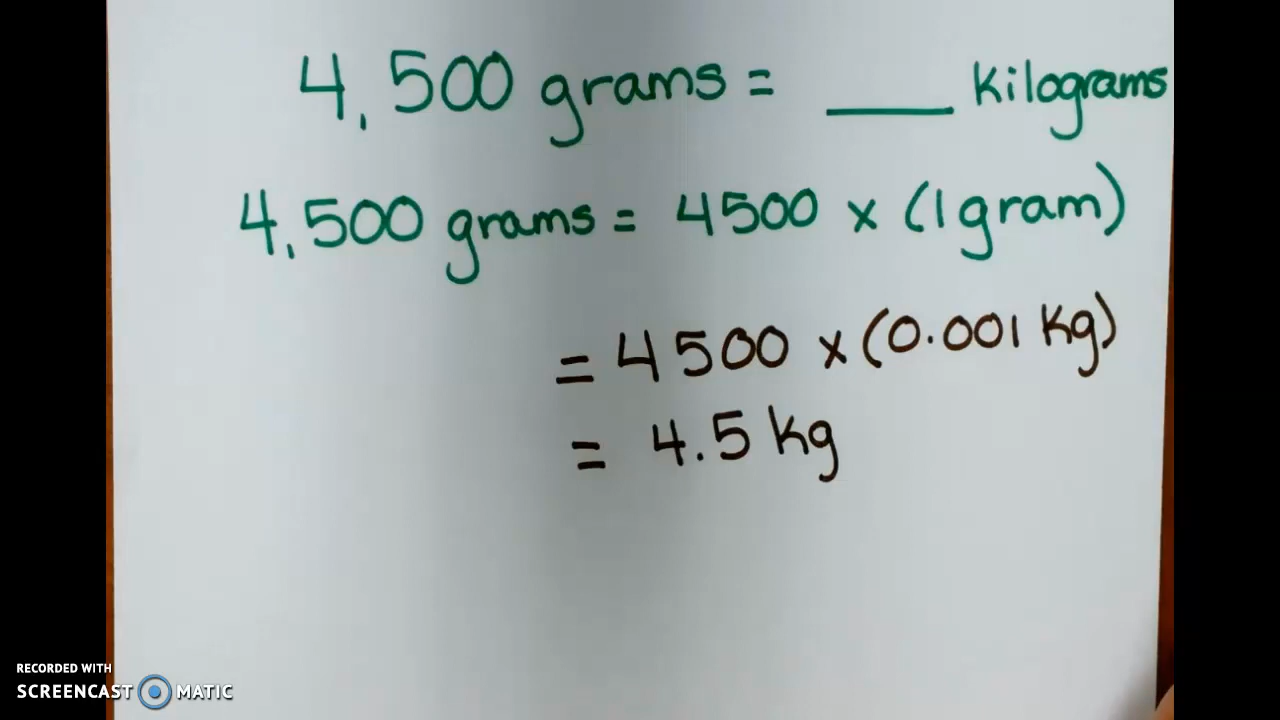 4,500 grams = ___ kilograms
4,500 grams = 4500 x (1 gram)
= 4500 x (0.001 kg)
= 4.5 kg
RECORDED WITH
SCREENCAST MATIC